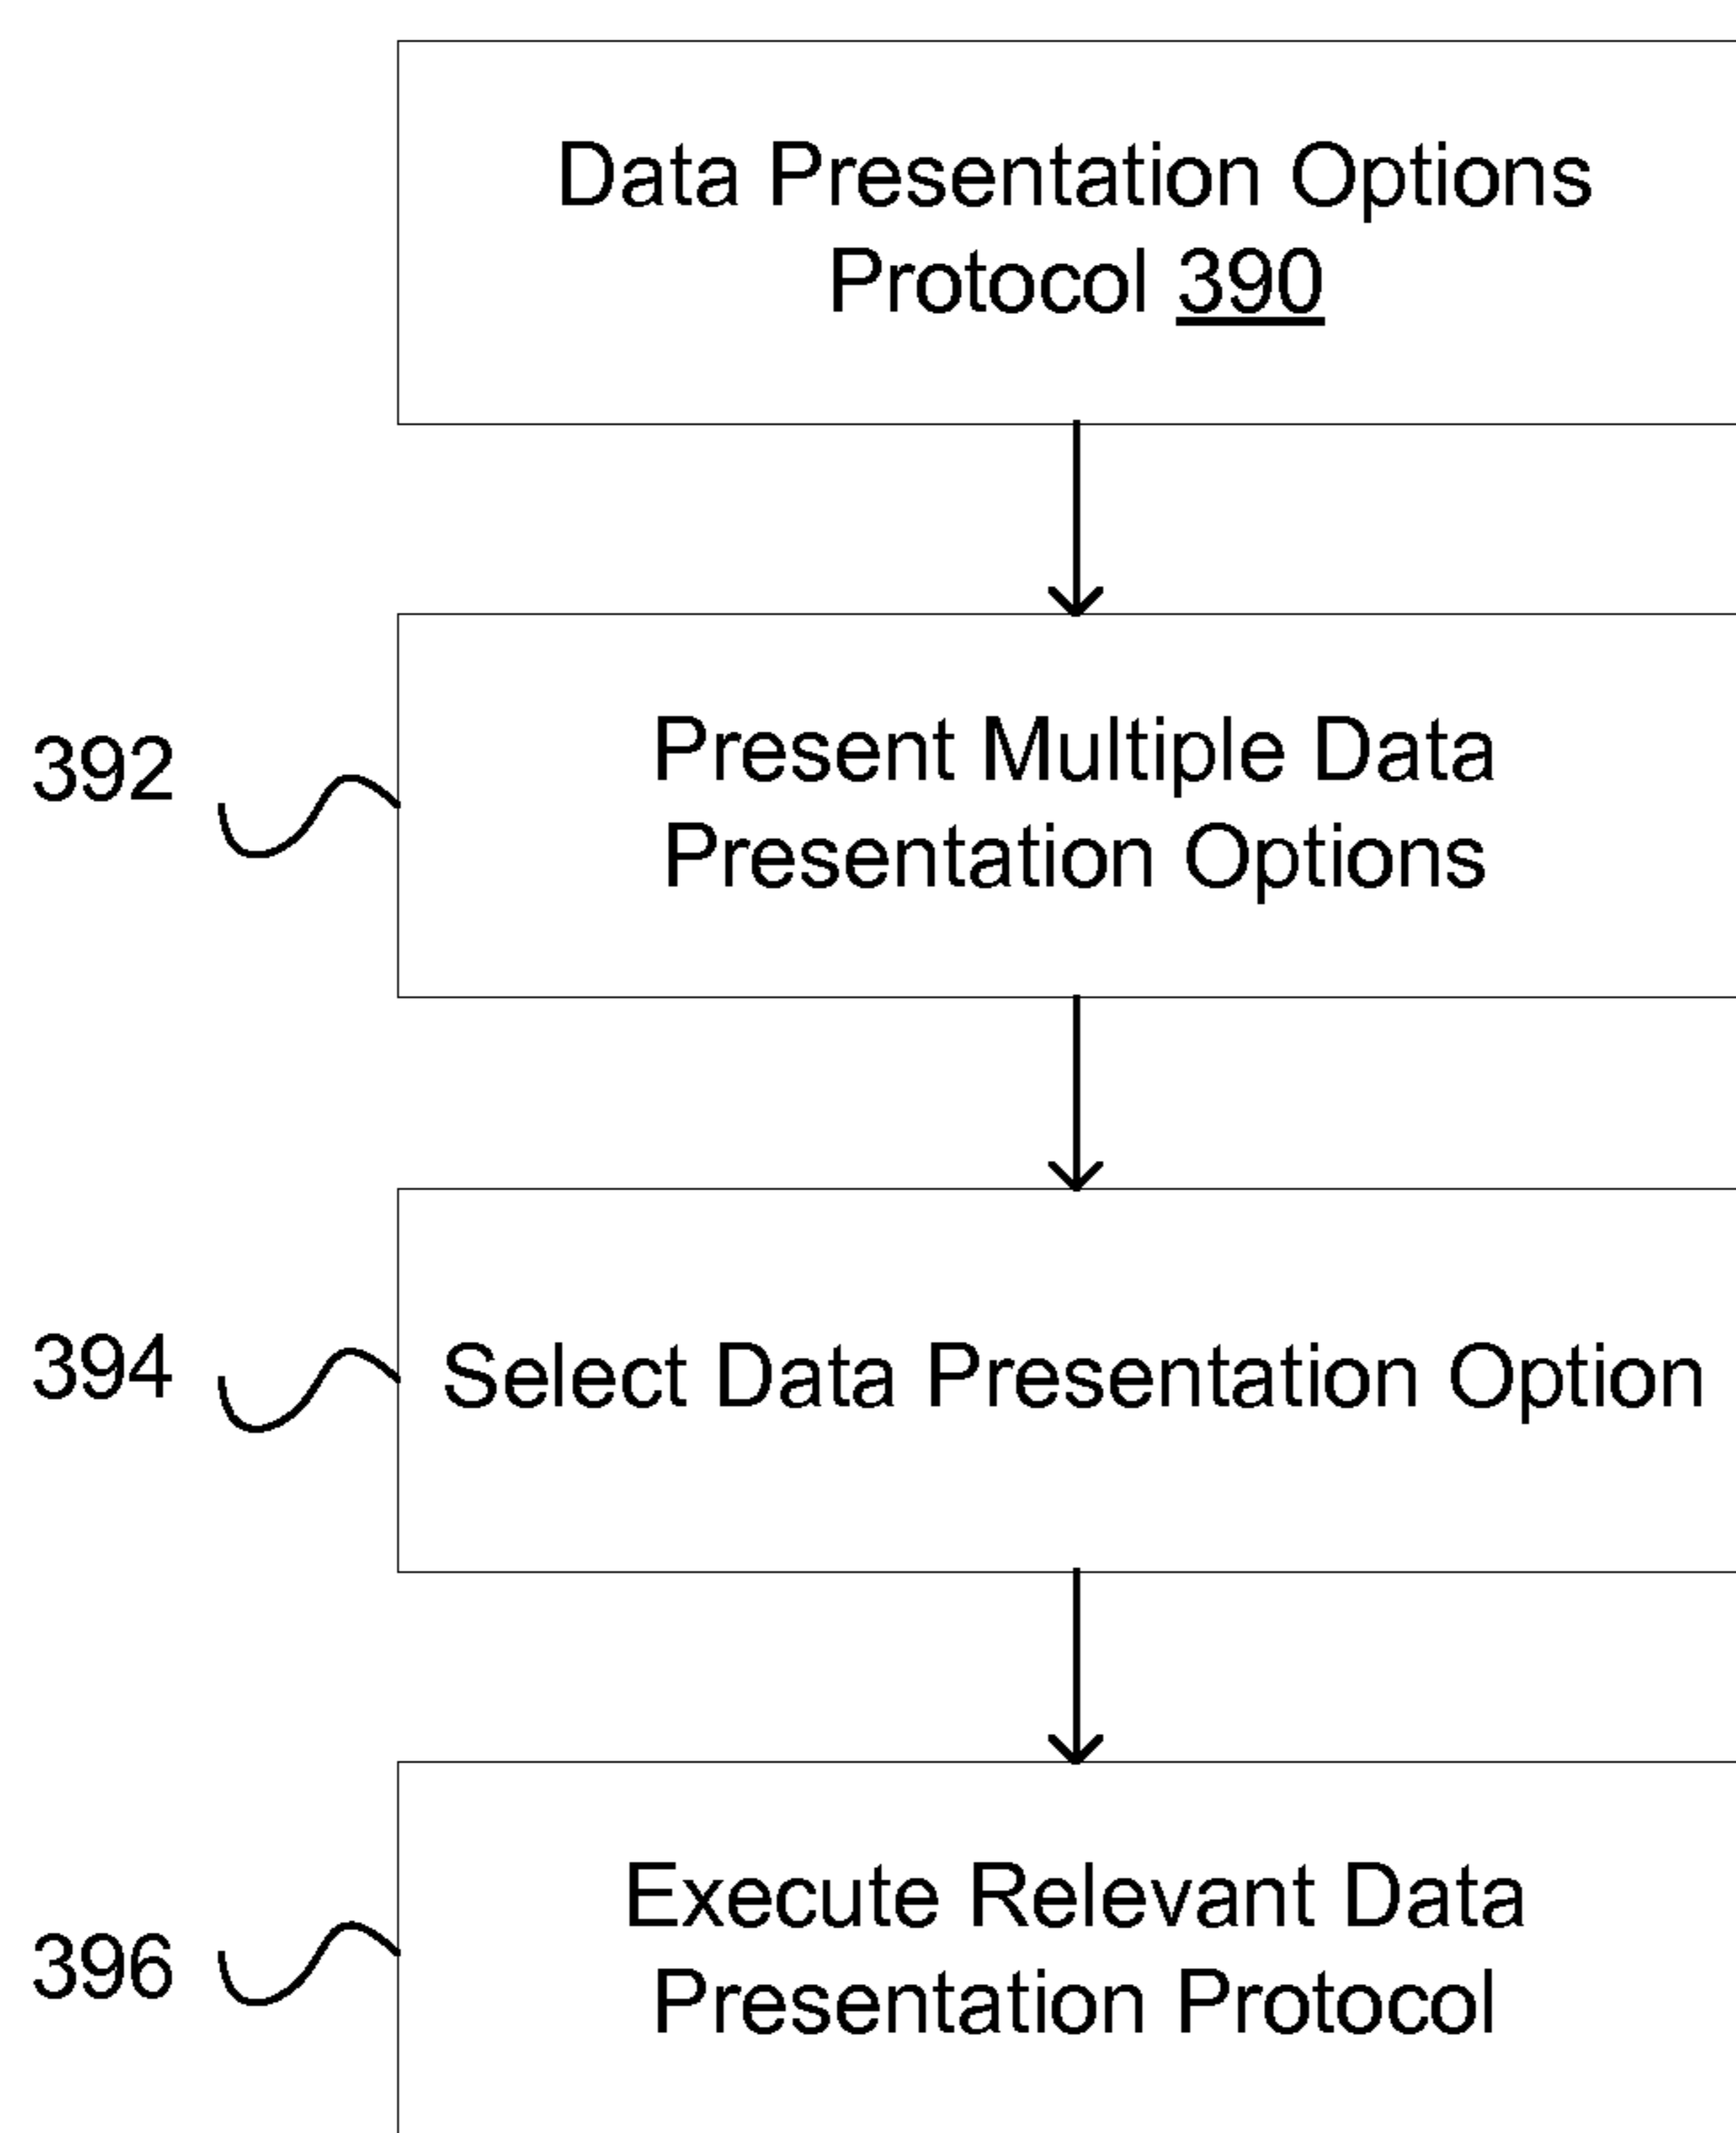 Data Presentation Options
Protocol 390
392
Present Multiple Data
Presentation Options
394
Select Data Presentation Option
396
Execute Relevant Data
Presentation Protocol